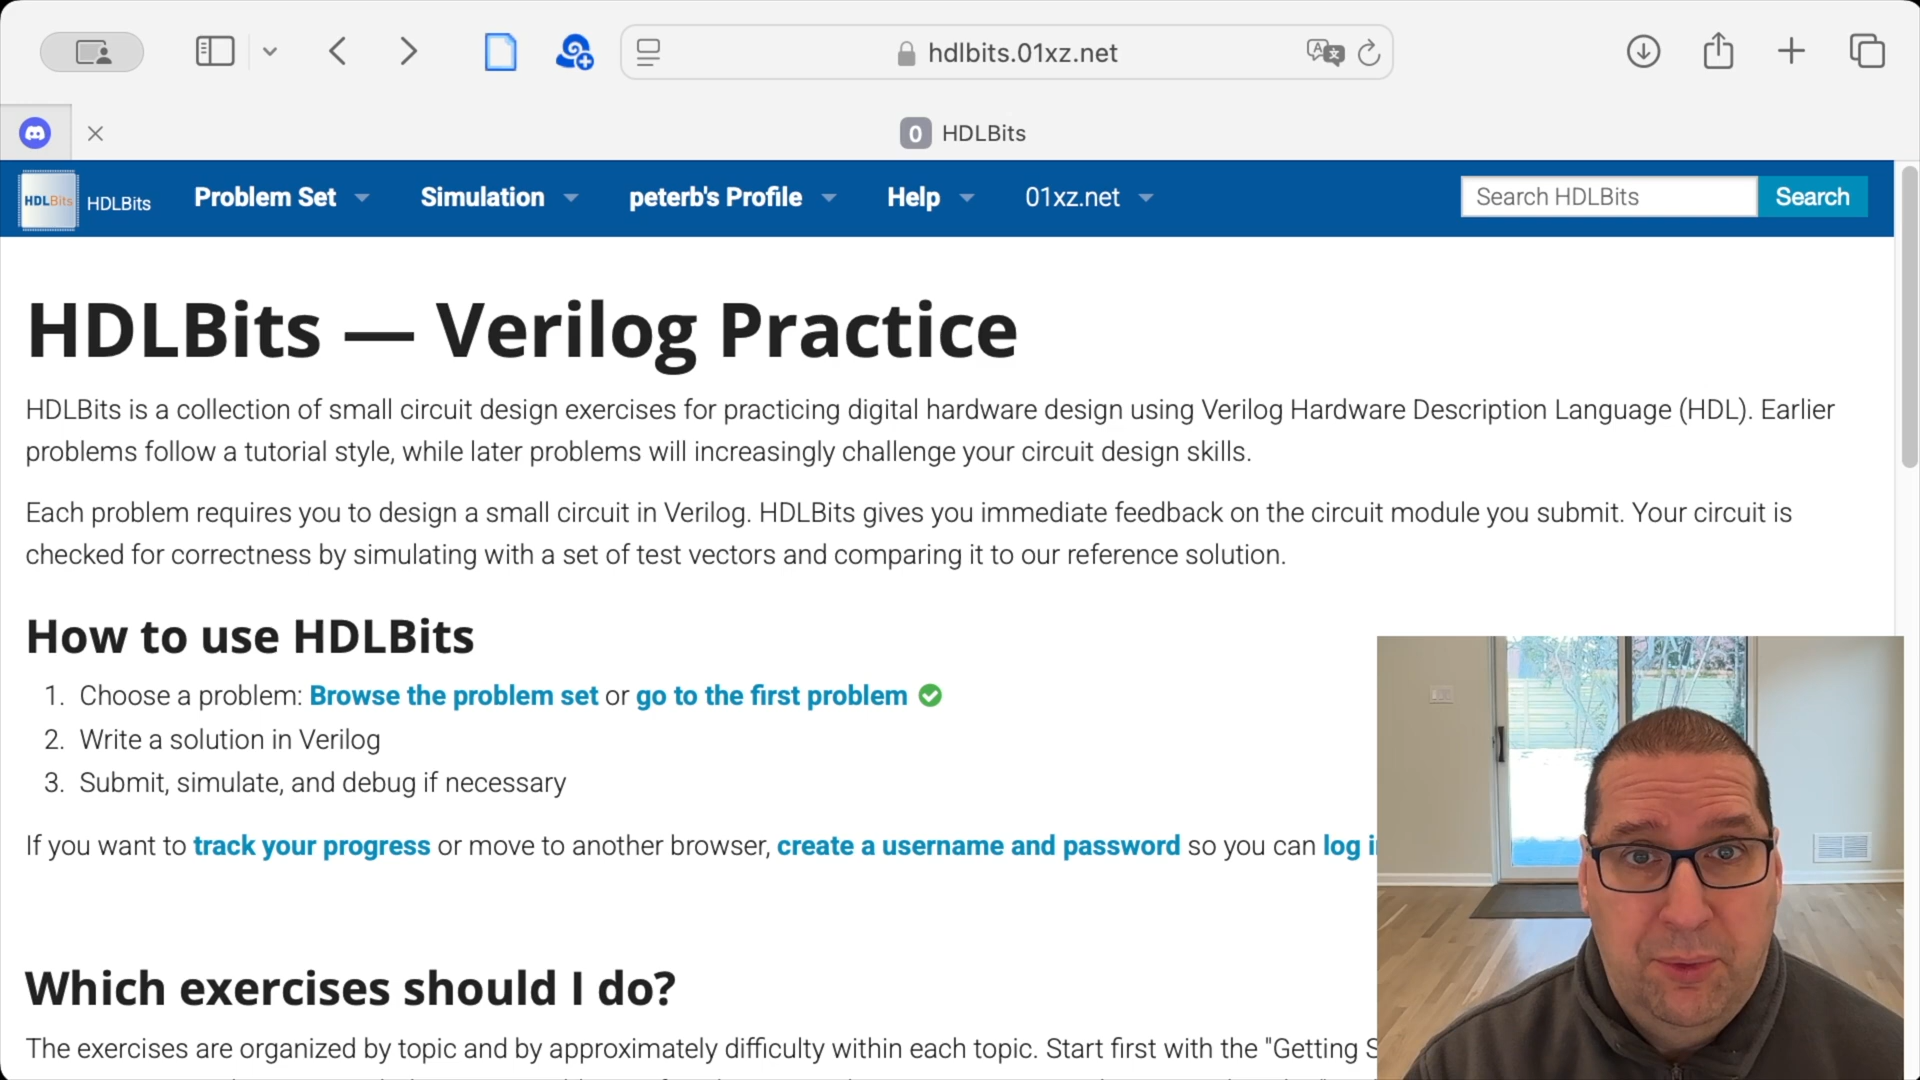 hdlbits.01xz.net
0 HDLBits
HDLBits HDLBits Problem Set Simulation peterb's Profile Help 01xz.net Search HDLBits Search
HDLBits — Verilog Practice
HDLBits is a collection of small circuit design exercises for practicing digital hardware design using Verilog Hardware Description Language (HDL). Earlier
problems follow a tutorial style, while later problems will increasingly challenge your circuit design skills.
Each problem requires you to design a small circuit in Verilog. HDLBits gives you immediate feedback on the circuit module you submit. Your circuit is
checked for correctness by simulating with a set of test vectors and comparing it to our reference solution.
How to use HDLBits
1. Choose a problem: Browse the problem set or go to the first problem
2. Write a solution in Verilog
3. Submit, simulate, and debug if necessary
If you want to track your progress or move to another browser, create a username and password so you can log
Which exercises should I do?
The exercises are organized by topic and by approximately difficulty within each topic. Start first with the "Getting